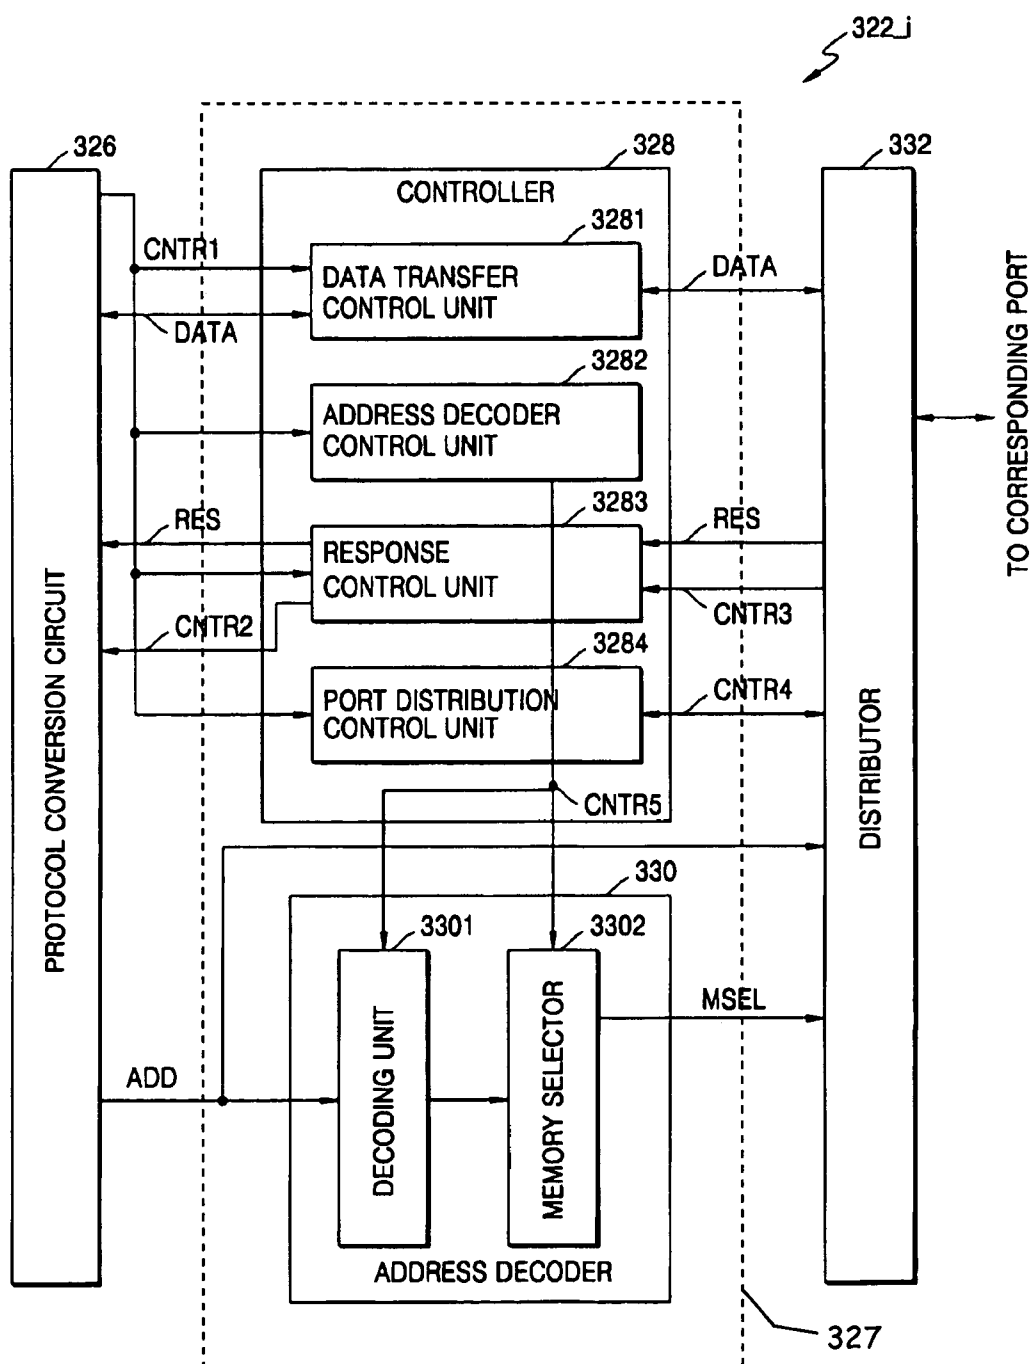 322_i
326
328
332
CONTROLLER
3281
CNTR1
DATA TRANSFER
CONTROL UNIT
DATA
DATA
3282
ADDRESS DECODER
CONTROL UNIT
TO CORRESPONDING PORT
3283
RES
RESPONSE
CONTROL UNIT
RES
CNTR2
CNTR3
3284
PORT DISTRIBUTION
CONTROL UNIT
CNTR4
CNTR5
PROTOCOL CONVERSION CIRCUIT
DISTRIBUTOR
330
3301
3302
DECODING UNIT
MEMORY SELECTOR
MSEL
ADD
ADDRESS DECODER
327